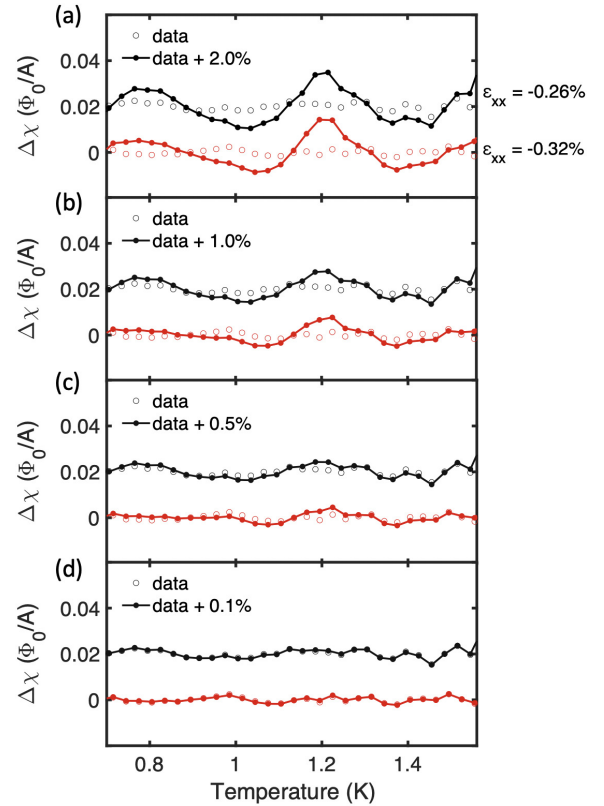 (a)
0.04
0.02
0
Δχ (Φ₀/A)
data
data + 2.0%
ε_xx = -0.26%
ε_xx = -0.32%
(b)
0.04
0.02
0
Δχ (Φ₀/A)
data
data + 1.0%
(c)
0.04
0.02
0
Δχ (Φ₀/A)
data
data + 0.5%
(d)
0.04
0.02
0
Δχ (Φ₀/A)
data
data + 0.1%
0.8 1 1.2 1.4
Temperature (K)